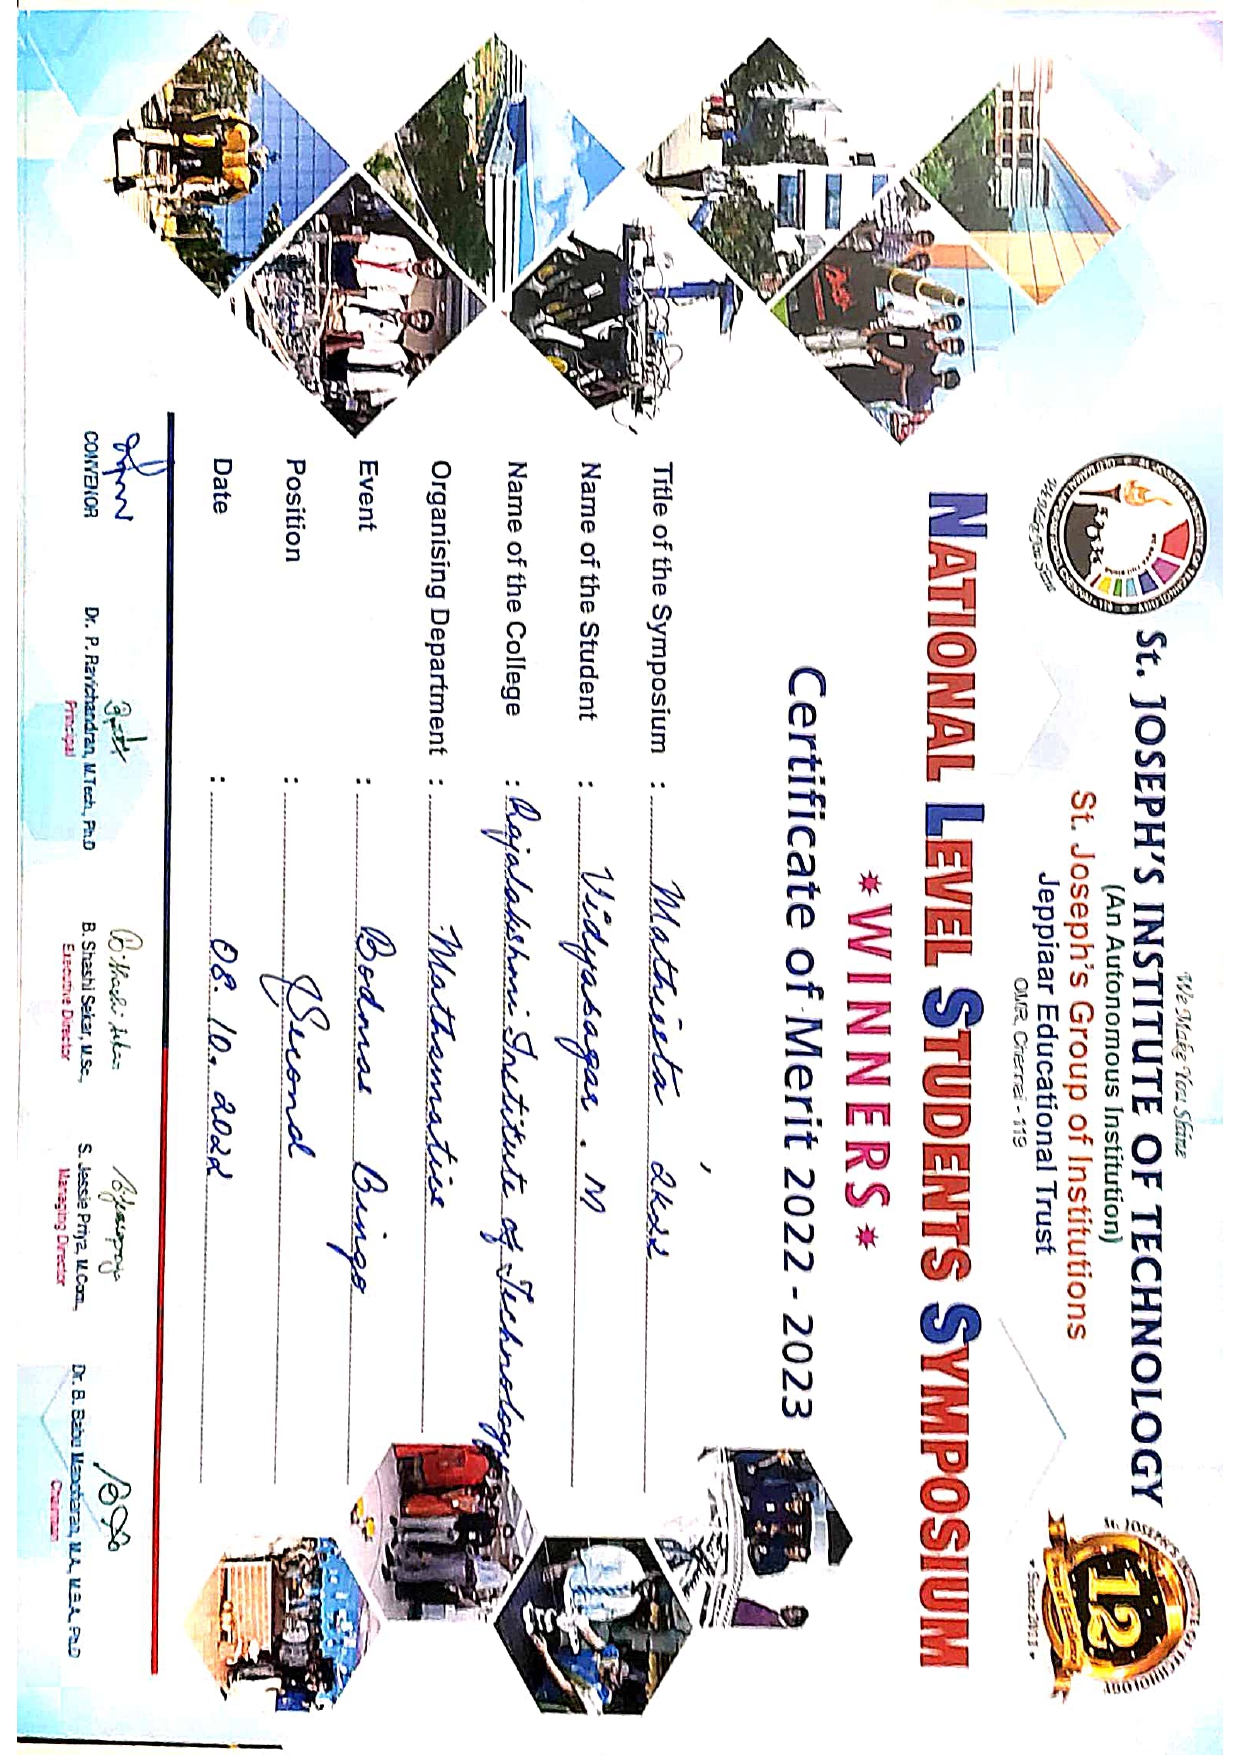 We Make You Shine
St. JOSEPH'S INSTITUTE OF TECHNOLOGY
(An Autonomous Institution)
St. Joseph's Group of Institutions
Jeppiaar Educational Trust
OMR, Chennai - 119
We Make You Shine
12
Since 2011
NATIONAL LEVEL STUDENTS SYMPOSIUM
WINNERS
Certificate of Merit 2022 - 2023
Title of the Symposium : 2K22
Name of the Student : Vidyasagar . M
Name of the College : Rajalakshmi Institute of Technology
Organising Department : Mathematics
Event : Bodmas Bingo
Position : Second
Date : 08. 10. 2022
CONVENOR
Dr. P. Ravichandran, M.Tech., Ph.D
Principal
B. Shashi Sekar, M.Sc.,
Executive Director
S. Jessie Priya, M.Com.,
Managing Director
Dr. B. Babu Manoharan, M.A., M.B.A., Ph.D
Chairman